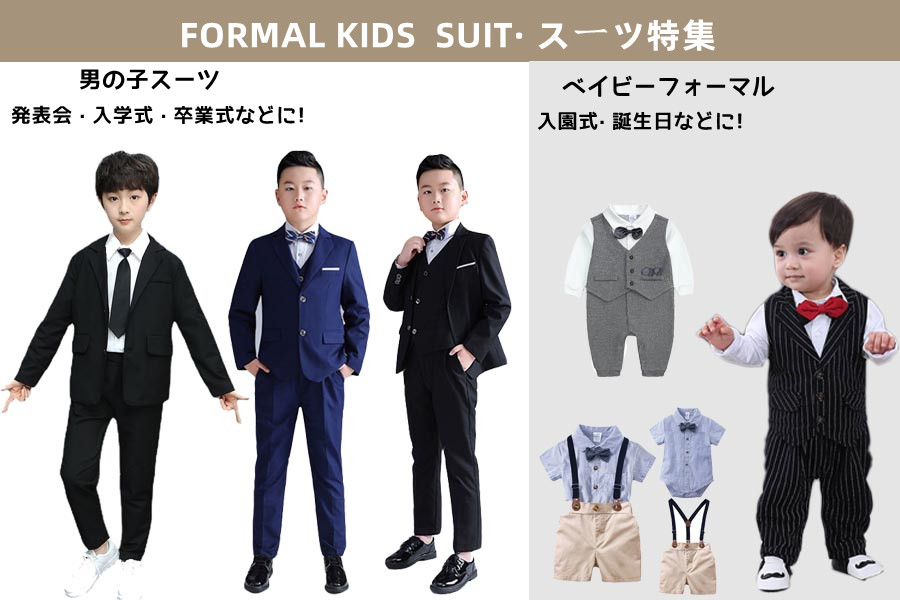 FORMAL KIDS SUIT· スーツ特集
男の子スーツ
発表会・入学式・卒業式などに!
ベイビーフォーマル
入園式· 誕生日などに!